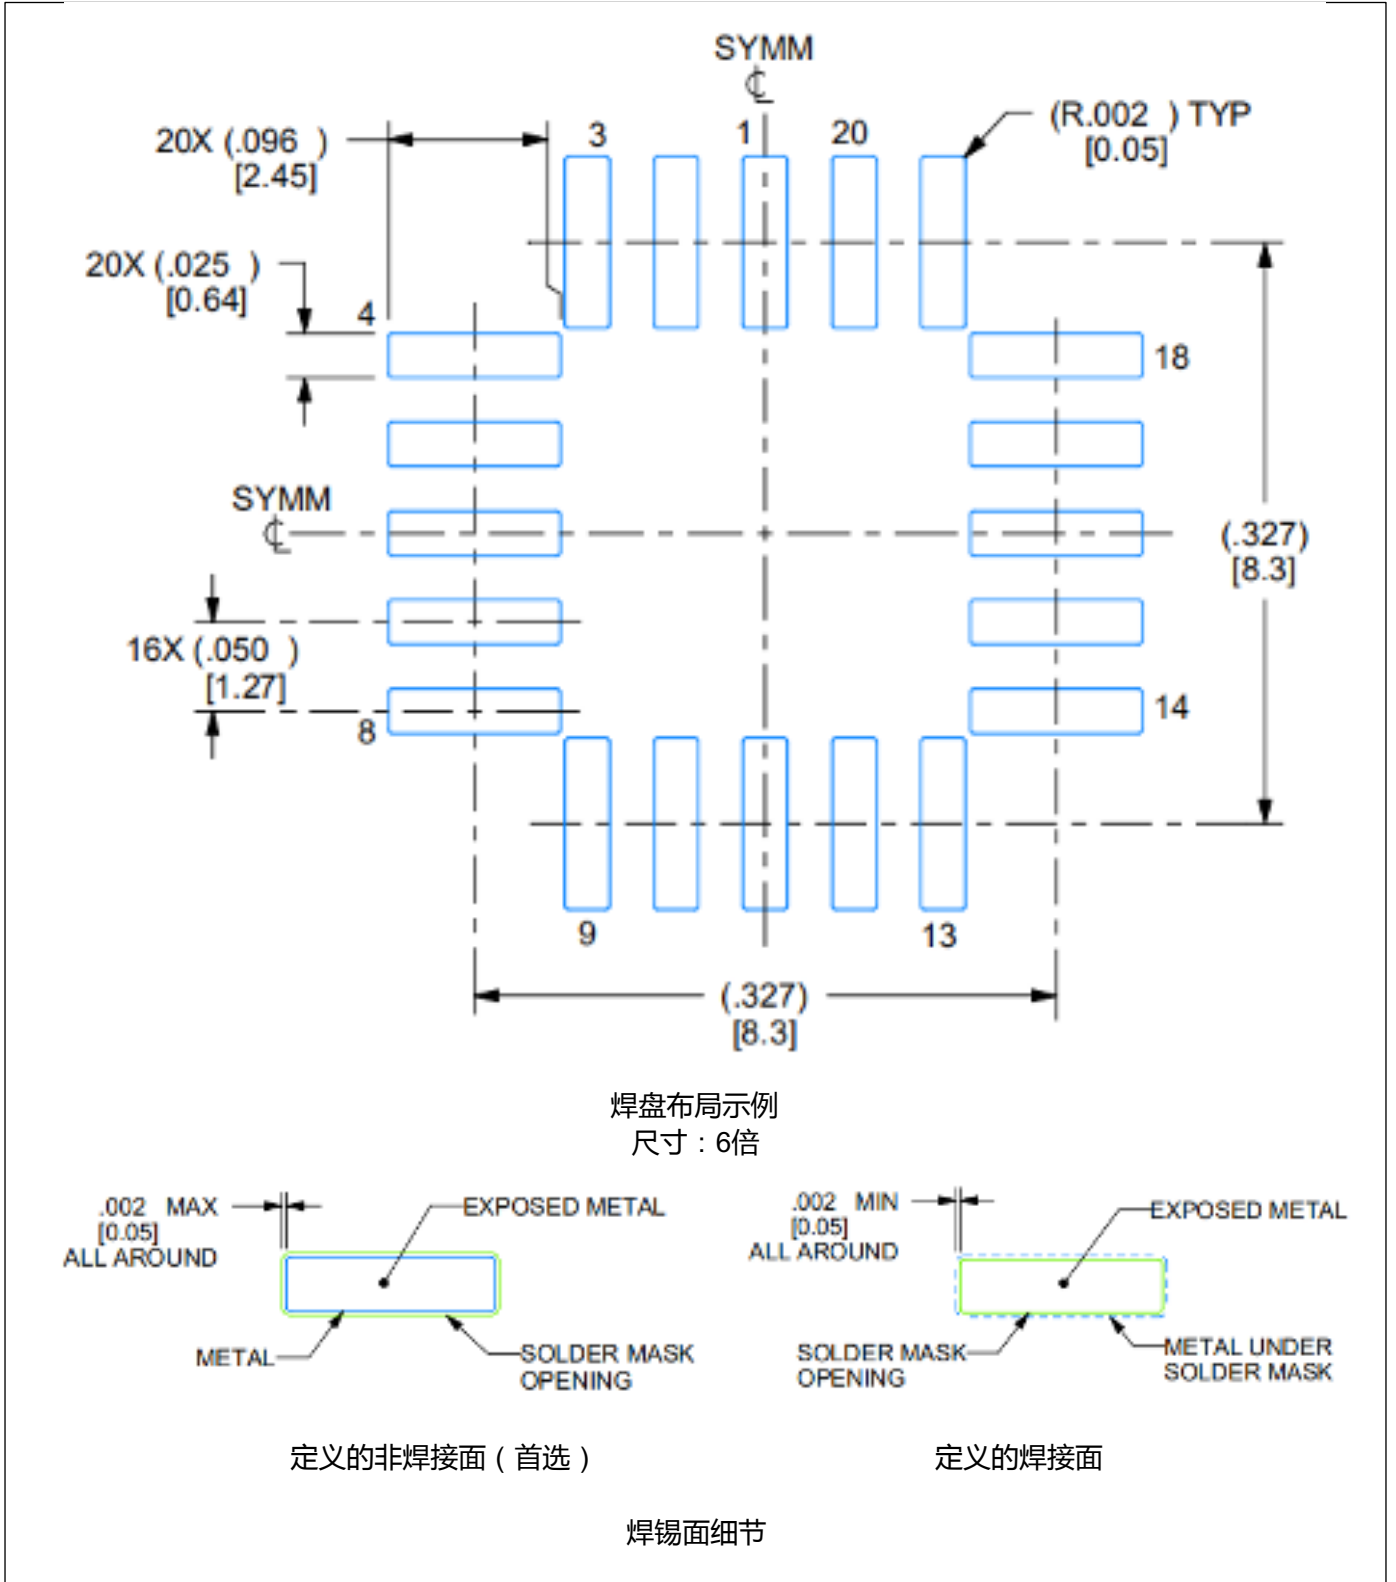 SYMM
℄
(R.002  ) TYP
[0.05]
20X (.096  )
[2.45]
3
1
20
20X (.025  )
[0.64]
4
18
SYMM
℄
(.327)
[8.3]
16X (.050  )
[1.27]
8
14
9
13
(.327)
[8.3]
焊盘布局示例
尺寸：6倍
.002  MAX
[0.05]
ALL AROUND
EXPOSED METAL
METAL
SOLDER MASK
OPENING
.002  MIN
[0.05]
ALL AROUND
EXPOSED METAL
SOLDER MASK
OPENING
METAL UNDER
SOLDER MASK
定义的非焊接面（首选）
定义的焊接面
焊锡面细节